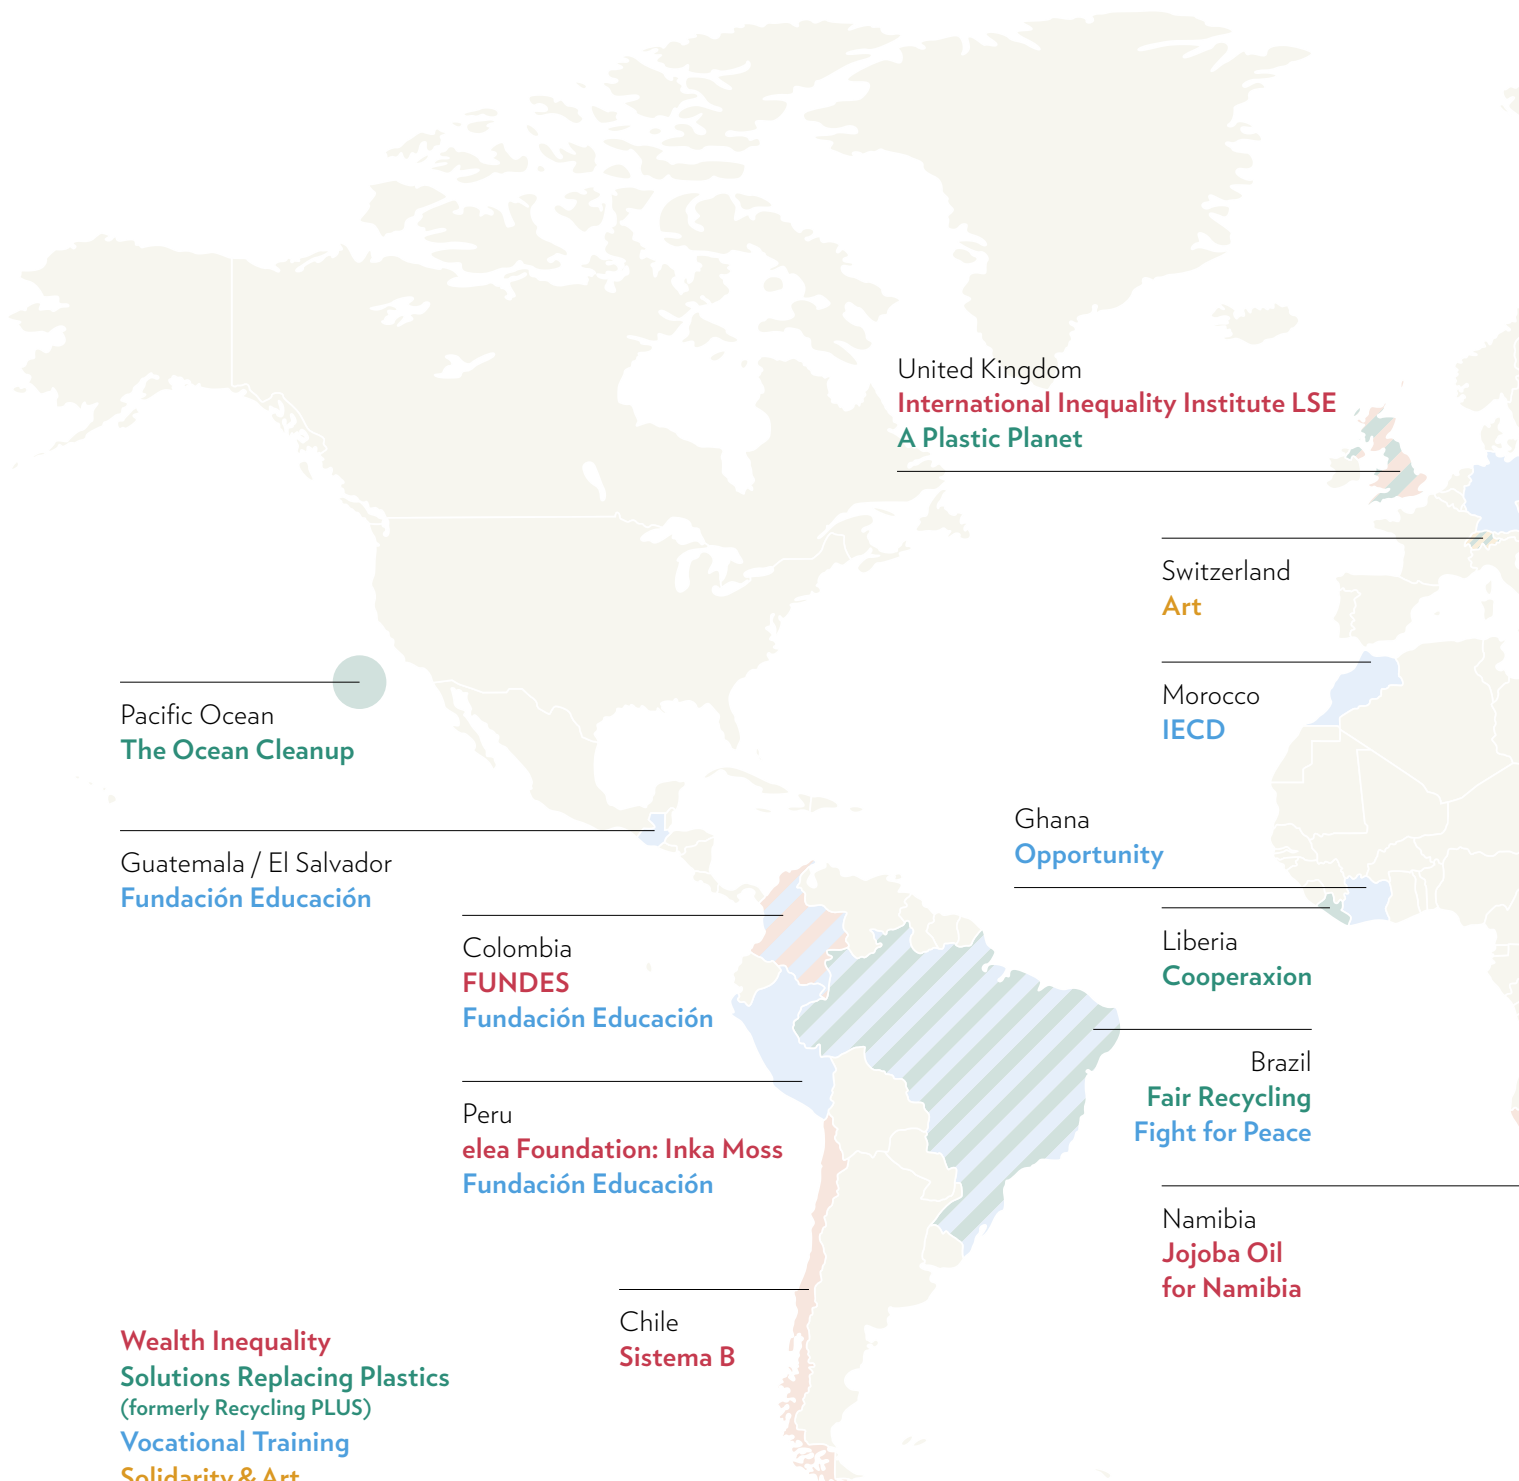 United Kingdom
International Inequality Institute LSE
A Plastic Planet
Switzerland
Art
Morocco
IECD
Pacific Ocean
The Ocean Cleanup
Ghana
Opportunity
Guatemala / El Salvador
Fundación Educación
Colombia
FUNDES
Fundación Educación
Liberia
Cooperaxion
Brazil
Fair Recycling
Fight for Peace
Peru
elea Foundation: Inka Moss
Fundación Educación
Namibia
Jojoba Oil
for Namibia
Chile
Sistema B
Wealth Inequality
Solutions Replacing Plastics
(formerly Recycling PLUS)
Vocational Training
Solidarity & Art